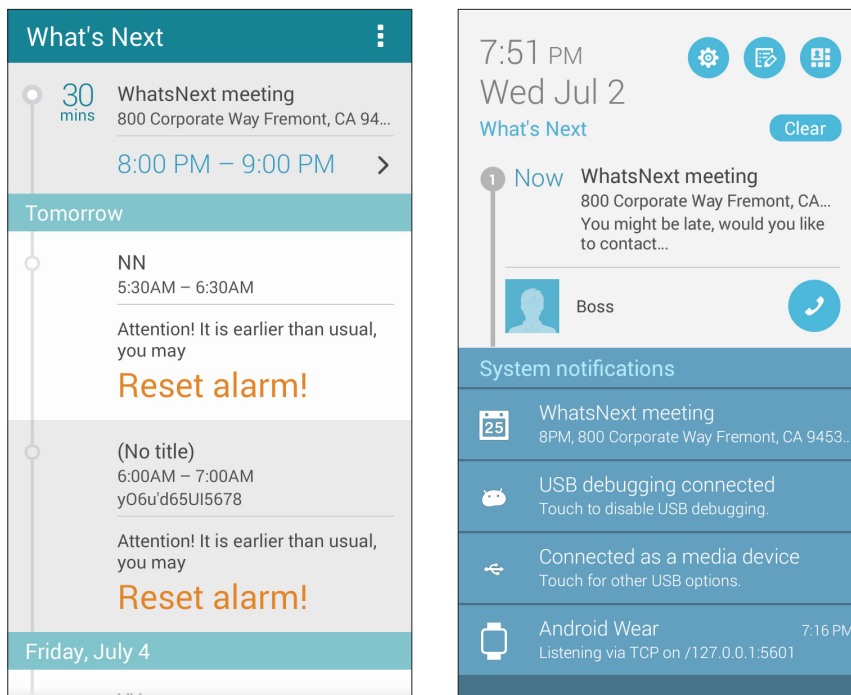 What's Next
30
mins
WhatsNext meeting
800 Corporate Way Fremont, CA 94...
8:00 PM – 9:00 PM
Tomorrow
NN
5:30AM – 6:30AM
Attention! It is earlier than usual,
you may
Reset alarm!
(No title)
6:00AM – 7:00AM
yO6u'd65UI5678
Attention! It is earlier than usual,
you may
Reset alarm!
Friday, July 4
7:51 PM
Wed Jul 2
What's Next
Clear
1
Now
WhatsNext meeting
800 Corporate Way Fremont, CA...
You might be late, would you like
to contact...
Boss
System notifications
25
WhatsNext meeting
8PM, 800 Corporate Way Fremont, CA 9453...
USB debugging connected
Touch to disable USB debugging.
Connected as a media device
Touch for other USB options.
Android Wear
7:16 PM
Listening via TCP on /127.0.0.1:5601